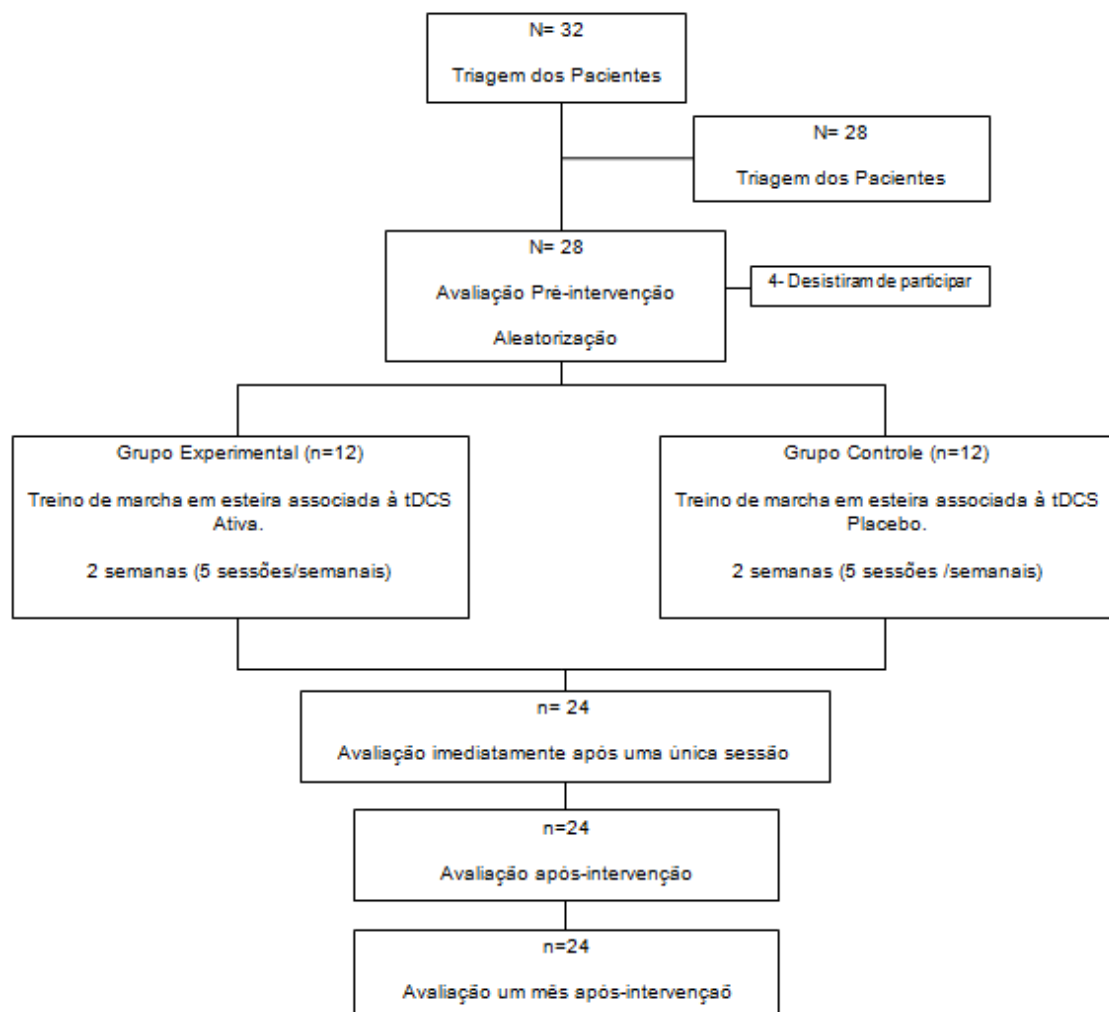 N= 32
Triagem dos Pacientes
N= 28
Triagem dos Pacientes
N= 28
Avaliação Pré-intervenção
Aleatorização
4- Desistiram de participar
Grupo Experimental (n=12)
Treino de marcha em esteira associada à tDCS
Ativa.
2 semanas (5 sessões/semanais)
Grupo Controle (n=12)
Treino de marcha em esteira associada à tDCS
Placebo.
2 semanas (5 sessões /semanais)
n= 24
Avaliação imediatamente após uma única sessão
n=24
Avaliação após-intervenção
n=24
Avaliação um mês após-intervençaõ